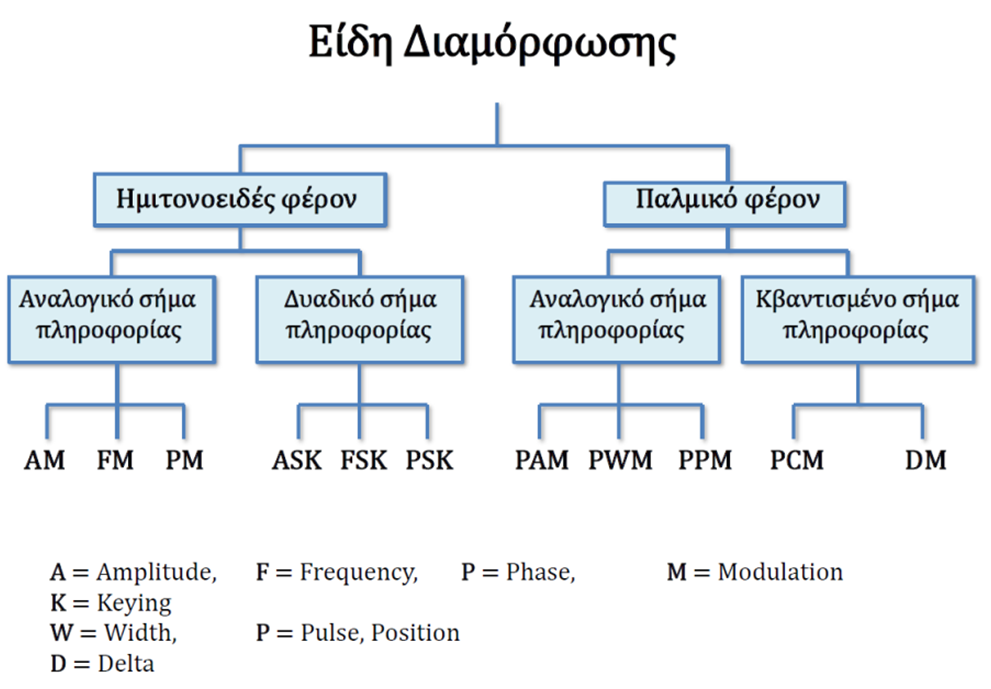 Είδη Διαμόρφωσης
Ημιτονοειδές φέρον
Παλμικό φέρον
Αναλογικό σήμα
πληροφορίας
Δυαδικό σήμα
πληροφορίας
Αναλογικό σήμα
πληροφορίας
Κβαντισμένο σήμα
πληροφορίας
AM FM PM ASK FSK PSK PAM PWM PPM PCM DM
A = Amplitude, F = Frequency, P = Phase, M = Modulation
K = Keying
W = Width, P = Pulse, Position
D = Delta